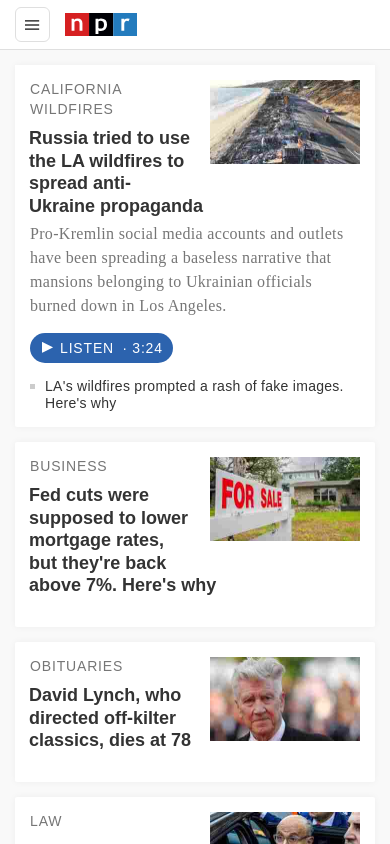 npr
CALIFORNIA
WILDFIRES
Russia tried to use
the LA wildfires to
spread anti-
Ukraine propaganda
Pro-Kremlin social media accounts and outlets
have been spreading a baseless narrative that
mansions belonging to Ukrainian officials
burned down in Los Angeles.
LISTEN · 3:24
LA's wildfires prompted a rash of fake images.
Here's why
BUSINESS
Fed cuts were
supposed to lower
mortgage rates,
but they're back
above 7%. Here's why
FOR SALE
OBITUARIES
David Lynch, who
directed off-kilter
classics, dies at 78
LAW